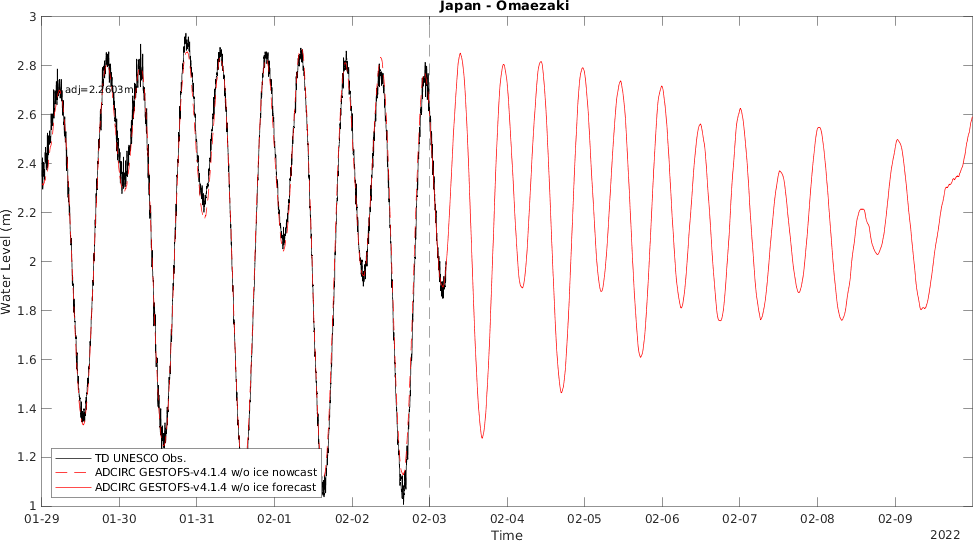 Japan - Omaezaki
Water Level (m)
3
2.8
2.6
2.4
2.2
2
1.8
1.6
1.4
1.2
1
adj=2.2603m
TD UNESCO Obs.
ADCIRC GESTOFS-v4.1.4 w/o ice nowcast
ADCIRC GESTOFS-v4.1.4 w/o ice forecast
01-29 01-30 01-31 02-01 02-02 02-03 02-04 02-05 02-06 02-07 02-08 02-09
Time
2022